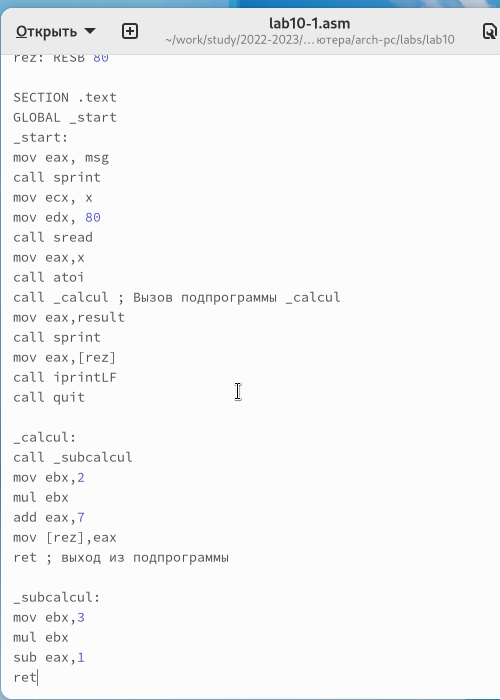 Открыть
lab10-1.asm
~/work/study/2022-2023/... ютера/arch-pc/labs/lab10
rez: RESB 80
SECTION .text
GLOBAL _start
_start:
mov eax, msg
call sprint
mov ecx, x
mov edx, 80
call sread
mov eax,x
call atoi
call _calcul ; Вызов подпрограммы _calcul
mov eax,result
call sprint
mov eax,[rez]
call iprintLF
call quit
_calcul:
call _subcalcul
mov ebx,2
mul ebx
add eax,7
mov [rez],eax
ret ; выход из подпрограммы
_subcalcul:
mov ebx,3
mul ebx
sub eax,1
ret